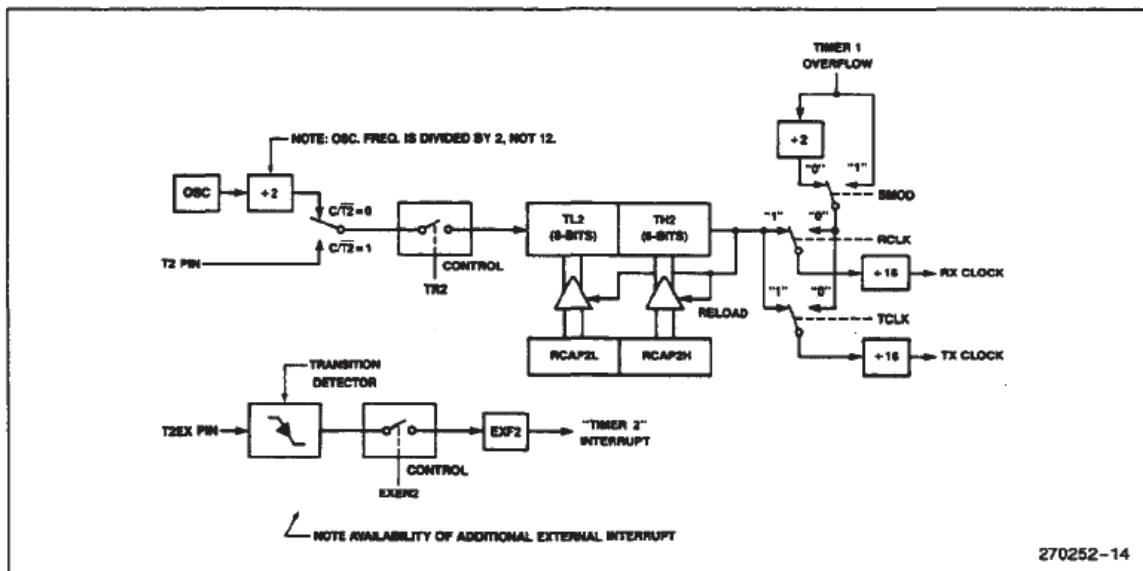 TIMER 1
OVERFLOW
NOTE: OSC. FREQ. IS DIVIDED BY 2, NOT 12.
÷2
"0"
"1"
SMOD
OSC
÷2
C/T2̅=0
C/T2̅=1
T2 PIN
CONTROL
TR2
TL2
(8-BITS)
TH2
(8-BITS)
"1"
"0"
RCLK
÷16
RX CLOCK
RELOAD
"1"
"0"
TCLK
÷16
TX CLOCK
RCAP2L
RCAP2H
TRANSITION
DETECTOR
T2EX PIN
CONTROL
EXEN2
EXF2
"TIMER 2"
INTERRUPT
NOTE AVAILABILITY OF ADDITIONAL EXTERNAL INTERRUPT
270252-14